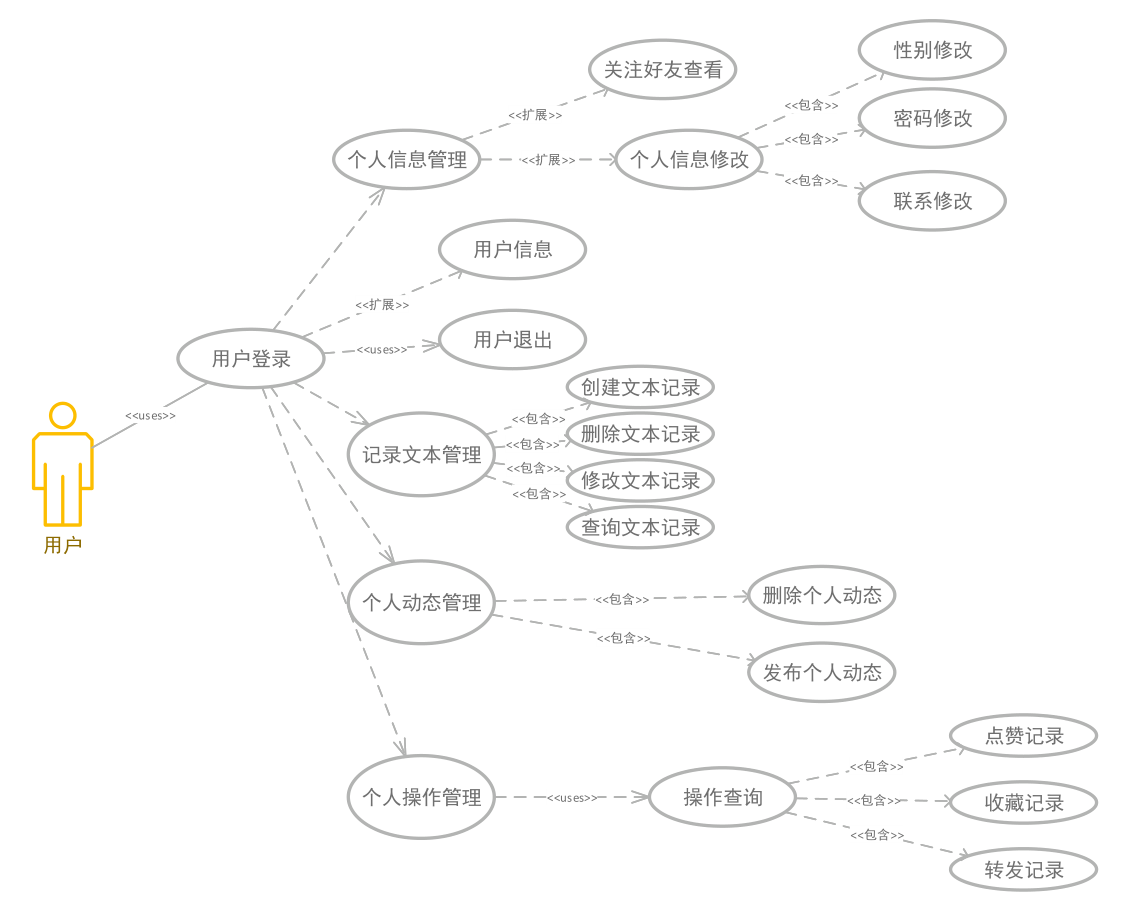 性别修改
关注好友查看
<<包含>>
密码修改
<<扩展>>
<<包含>>
个人信息管理
<<扩展>>
个人信息修改
<<包含>>
联系修改
用户信息
<<扩展>>
用户退出
<<uses>>
用户登录
创建文本记录
<<包含>>
<<uses>>
删除文本记录
<<包含>>
记录文本管理
<<包含>>
修改文本记录
<<包含>>
查询文本记录
用户
删除个人动态
<<包含>>
个人动态管理
<<包含>>
发布个人动态
点赞记录
<<包含>>
个人操作管理
<<uses>>
操作查询
<<包含>>
收藏记录
<<包含>>
转发记录